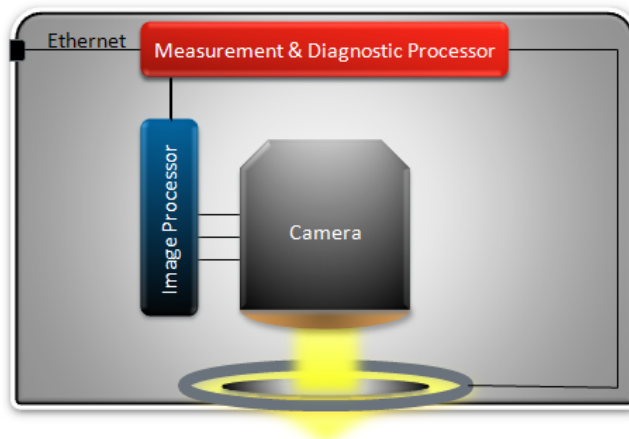 Ethernet
Measurement & Diagnostic Processor
Image Processor
Camera